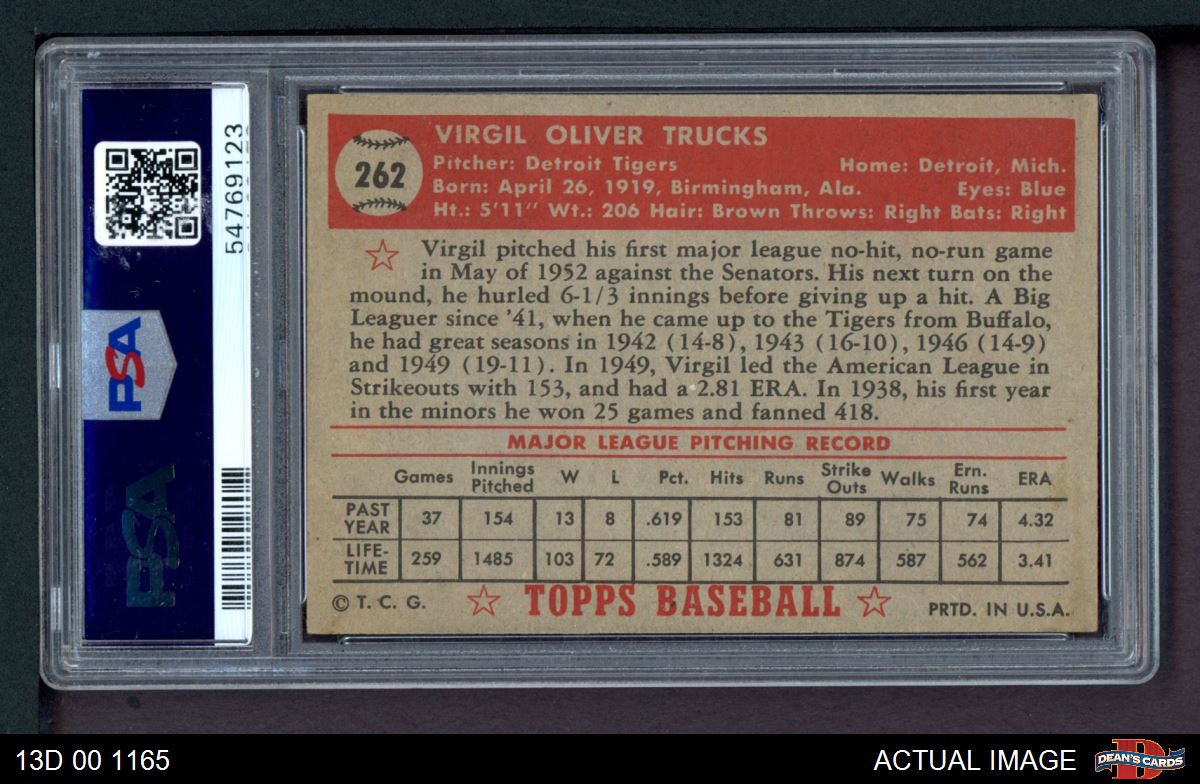 PSA
PSA
54769123
262
VIRGIL OLIVER TRUCKS
Pitcher: Detroit Tigers Home: Detroit, Mich.
Born: April 26, 1919, Birmingham, Ala. Eyes: Blue
Ht.: 5'11" Wt.: 206 Hair: Brown Throws: Right Bats: Right
Virgil pitched his first major league no-hit, no-run game
in May of 1952 against the Senators. His next turn on the
mound, he hurled 6-1/3 innings before giving up a hit. A Big
Leaguer since '41, when he came up to the Tigers from Buffalo,
he had great seasons in 1942 (14-8), 1943 (16-10), 1946 (14-9)
and 1949 (19-11). In 1949, Virgil led the American League in
Strikeouts with 153, and had a 2.81 ERA. In 1938, his first year
in the minors he won 25 games and fanned 418.
MAJOR LEAGUE PITCHING RECORD
Games Innings Pitched W L Pct. Hits Runs Strike Outs Walks Ern. Runs ERA
PAST YEAR 37 154 13 8 .619 153 81 89 75 74 4.32
LIFE-TIME 259 1485 103 72 .589 1324 631 874 587 562 3.41
© T. C. G. TOPPS BASEBALL PRTD. IN U.S.A.
13D 00 1165 ACTUAL IMAGE D DEAN'S CARDS